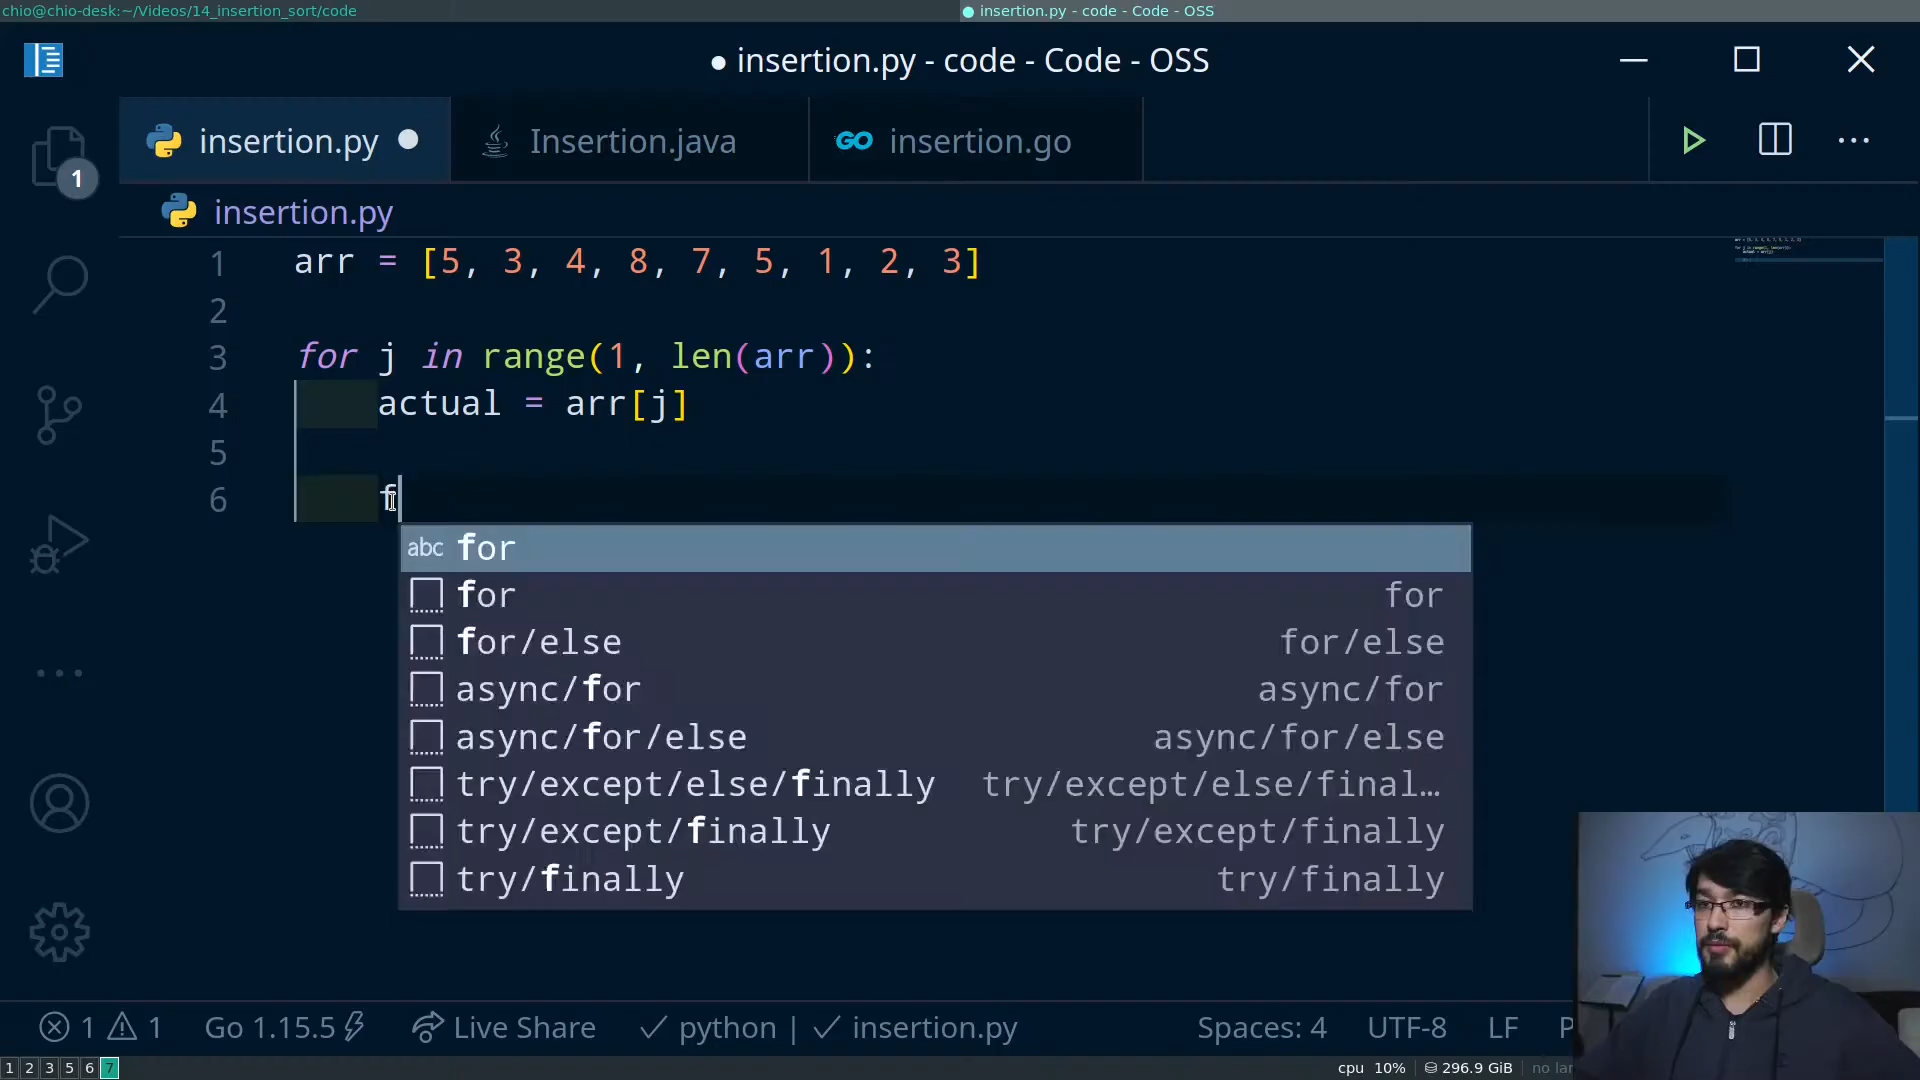 chio@chio-desk:~/Videos/14_insertion_sort/code
● insertion.py - code - Code - OSS
● insertion.py - code - Code - OSS
insertion.py
Insertion.java
GO insertion.go
1
insertion.py
1 arr = [5, 3, 4, 8, 7, 5, 1, 2, 3]
2
3 for j in range(1, len(arr)):
4 actual = arr[j]
5
6 f
abc for
for for
for/else for/else
async/for async/for
async/for/else async/for/else
try/except/else/finally try/except/else/final…
try/except/finally try/except/finally
try/finally try/finally
1 1 Go 1.15.5 Live Share ✓ python | ✓ insertion.py Spaces: 4 UTF-8 LF P
1 2 3 5 6 7 cpu 10% | 296.9 GiB | no lan